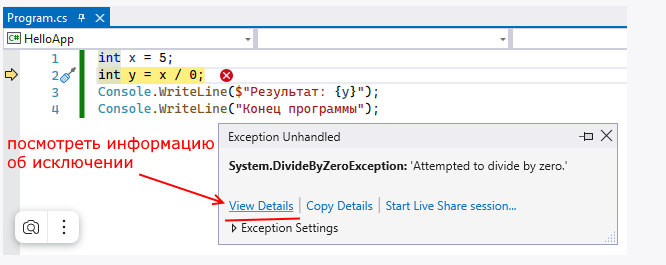 Program.cs
C# HelloApp
1 int x = 5;
2 int y = x / 0;
3 Console.WriteLine($"Результат: {y}");
4 Console.WriteLine("Конец программы");
посмотреть информацию
об исключении
Exception Unhandled
System.DivideByZeroException: 'Attempted to divide by zero.'
View Details | Copy Details | Start Live Share session...
Exception Settings